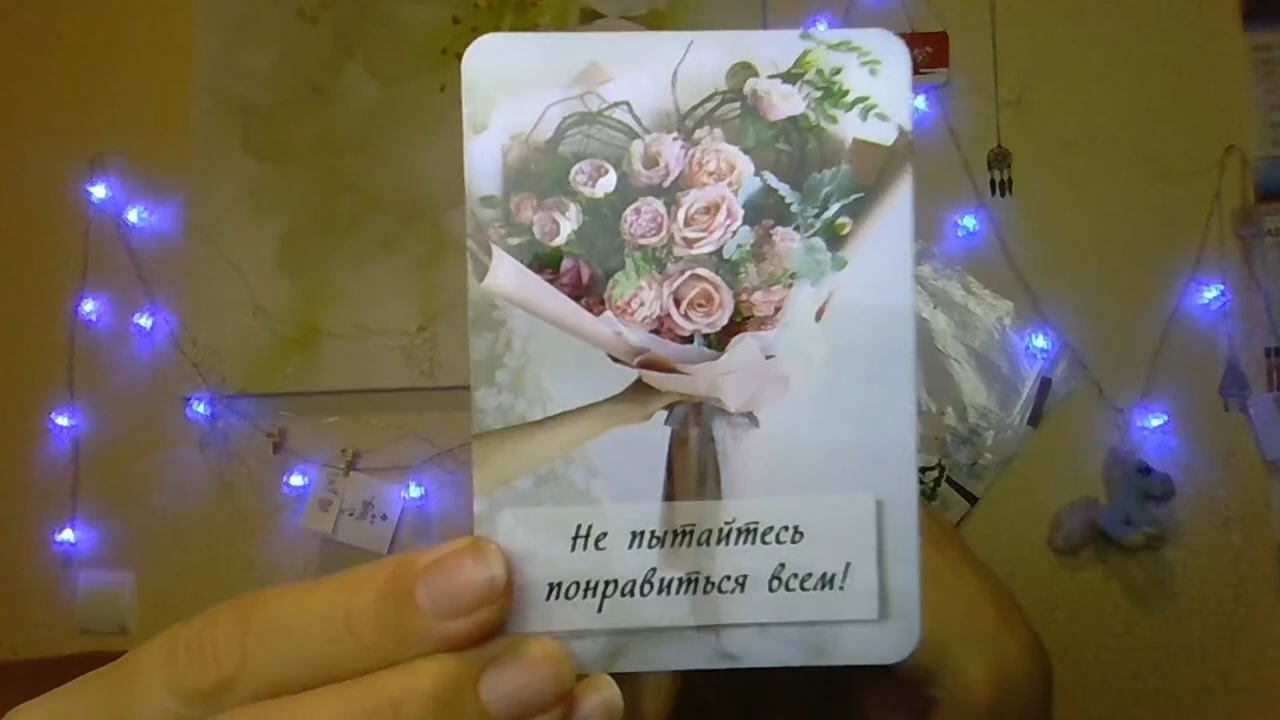 Не пытайтесь
понравиться всем!